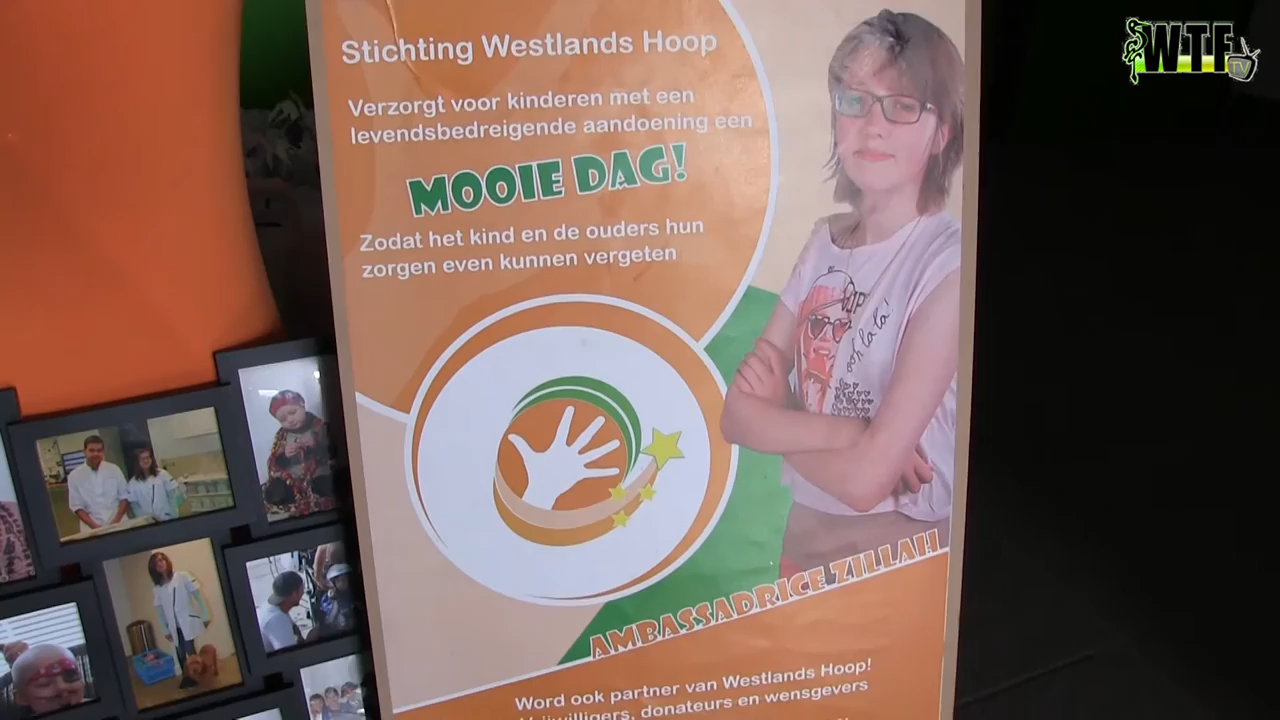 Stichting Westlands Hoop
WTF
TV
Verzorgt voor kinderen met een
levendsbedreigende aandoening een
MOOIE DAG!
Zodat het kind en de ouders hun
zorgen even kunnen vergeten
VIP
ooh la la!
AMBASSADRICE ZILLAH
Word ook partner van Westlands Hoop!
Vrijwilligers, donateurs en wensgevers